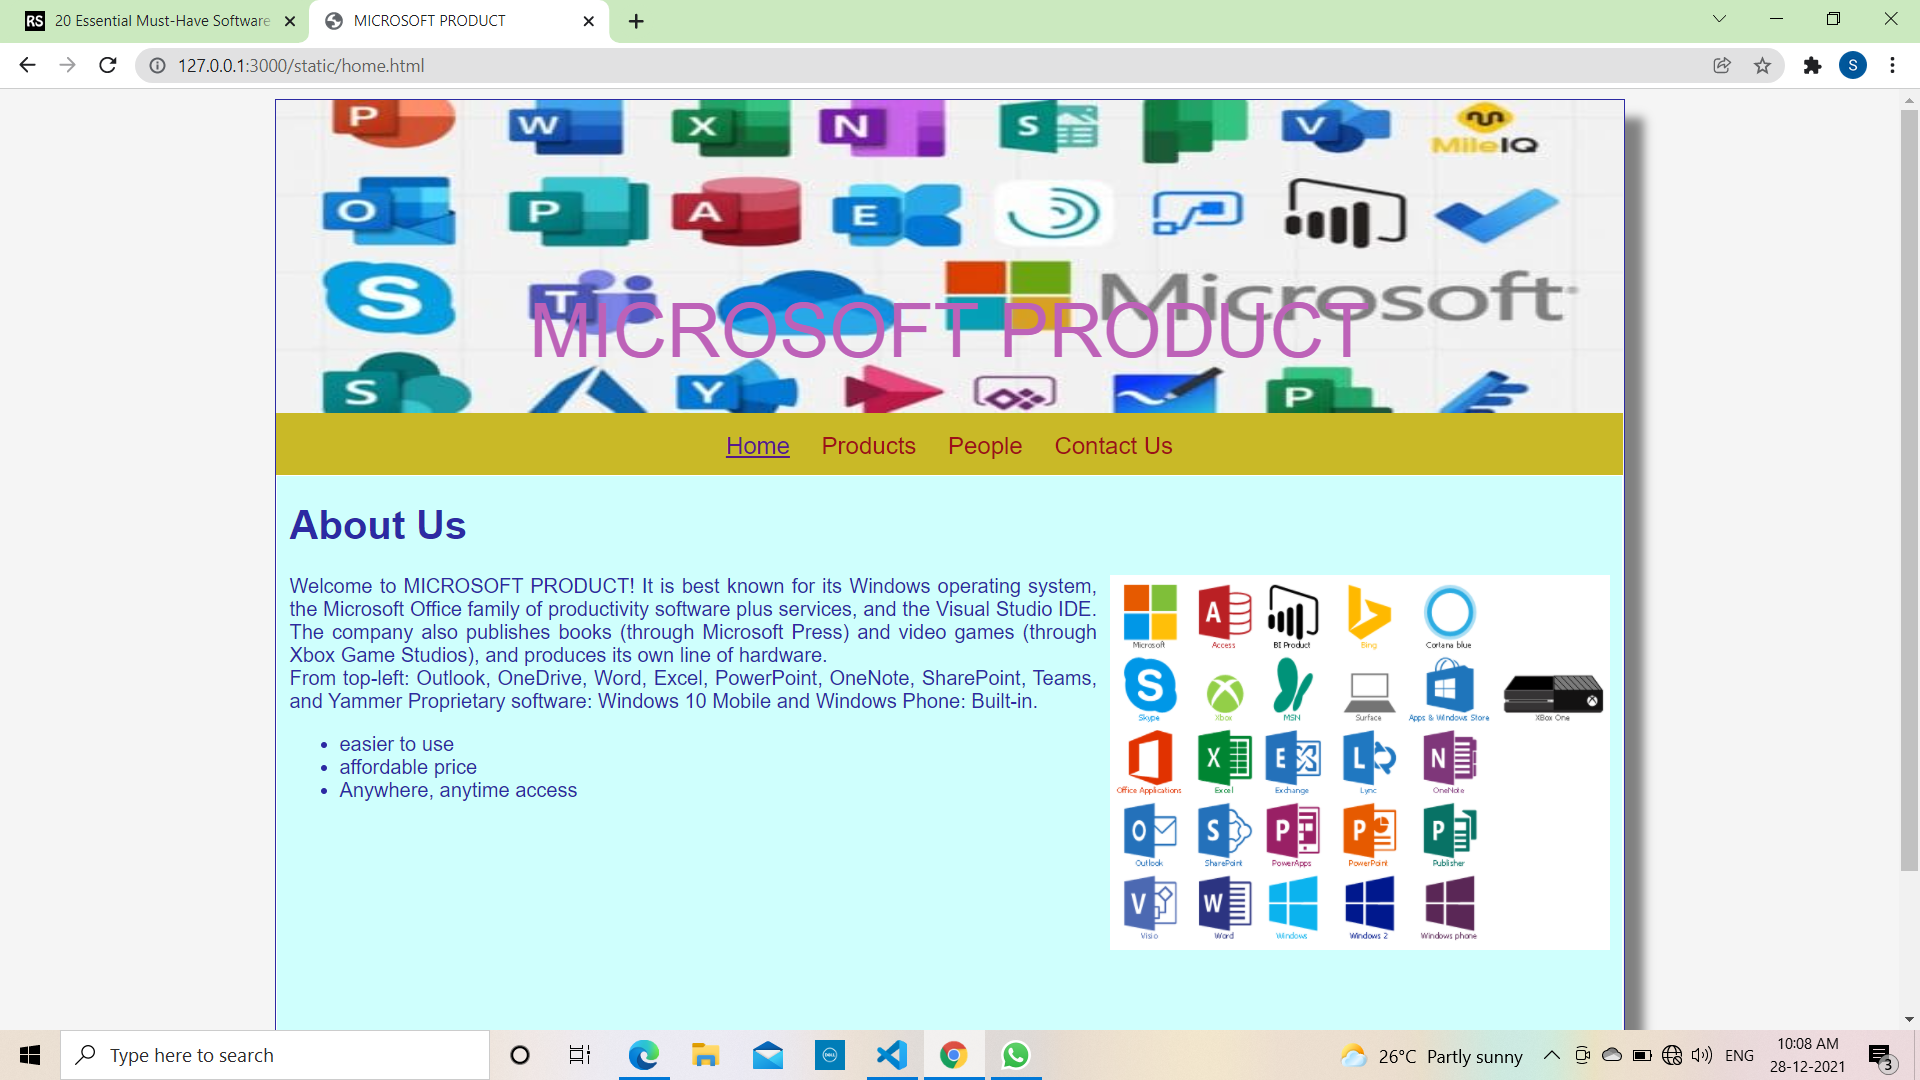 20 Essential Must-Have Software
MICROSOFT PRODUCT
127.0.0.1:3000/static/home.html
S
P
W
X
N
S
V
MileIQ
O
P
A
E
S
T
Microsoft
MICROSOFT PRODUCT
S
Y
P
Home
Products
People
Contact Us
About Us
Welcome to MICROSOFT PRODUCT! It is best known for its Windows operating system,
the Microsoft Office family of productivity software plus services, and the Visual Studio IDE.
The company also publishes books (through Microsoft Press) and video games (through
Xbox Game Studios), and produces its own line of hardware.
From top-left: Outlook, OneDrive, Word, Excel, PowerPoint, OneNote, SharePoint, Teams,
and Yammer Proprietary software: Windows 10 Mobile and Windows Phone: Built-in.
• easier to use
• affordable price
• Anywhere, anytime access
Microsoft
Access
BI Product
Bing
Cortana blue
Skype
Xbox
MSN
Surface
Apps & Windows Store
XBox One
Office Applications
Excel
Exchange
Lync
OneNote
Outlook
SharePoint
PowerApps
PowerPoint
Publisher
Visio
Word
Windows
Windows 2
Windows phone
Type here to search
DELL
26°C Partly sunny
ENG
10:08 AM
28-12-2021
3